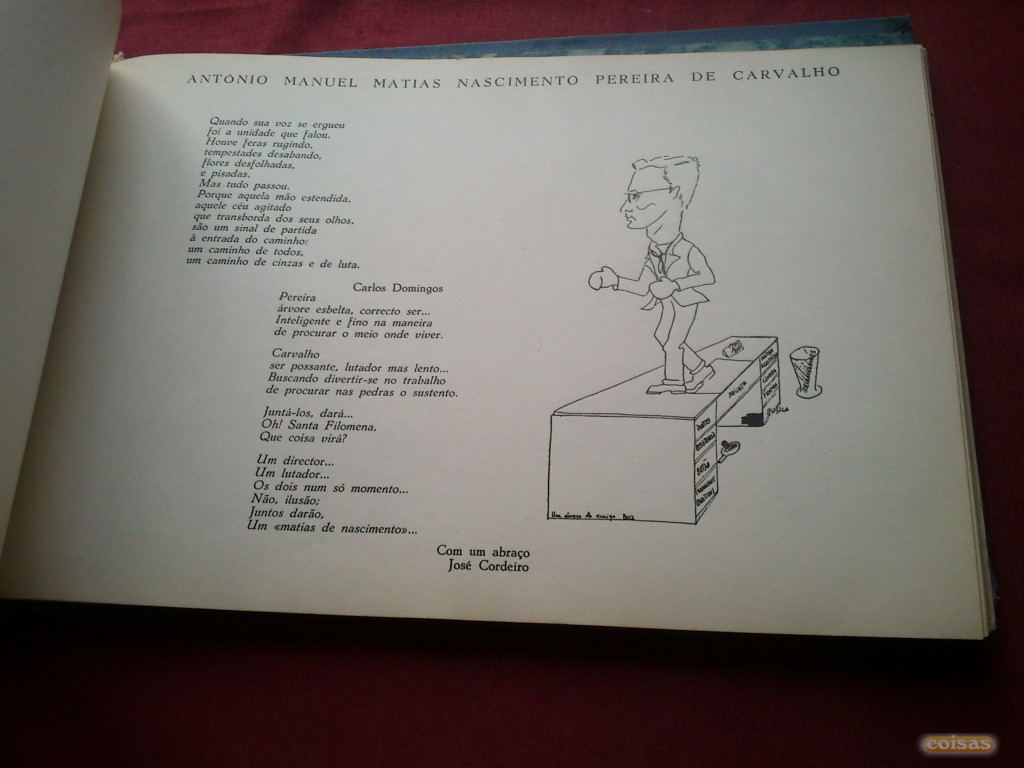 ANTÓNIO MANUEL MATIAS NASCIMENTO PEREIRA DE CARVALHO
Quando sua voz se ergueu
foi a unidade que falou.
Houve feras rugindo,
tempestades desabando,
flores desfolhadas,
e pisadas.
Mas tudo passou.
Porque aquela mão estendida,
aquele céu agitado
que transborda dos seus olhos,
são um sinal de partida
à entrada do caminho:
um caminho de todos,
um caminho de cinzas e de luta.
Carlos Domingos
Pereira
árvore esbelta, correcto ser...
Inteligente e fino na maneira
de procurar o meio onde viver.
Carvalho
ser possante, lutador mas lento...
Buscando divertir-se no trabalho
de procurar nas pedras o sustento.
Juntá-los, dará...
Oh! Santa Filomena,
Que coisa virá?
Um director...
Um lutador...
Os dois num só momento...
Não, ilusão;
Juntos darão,
Um «matias de nascimento»...
Com um abraço
José Cordeiro
MÚSICA
coisas